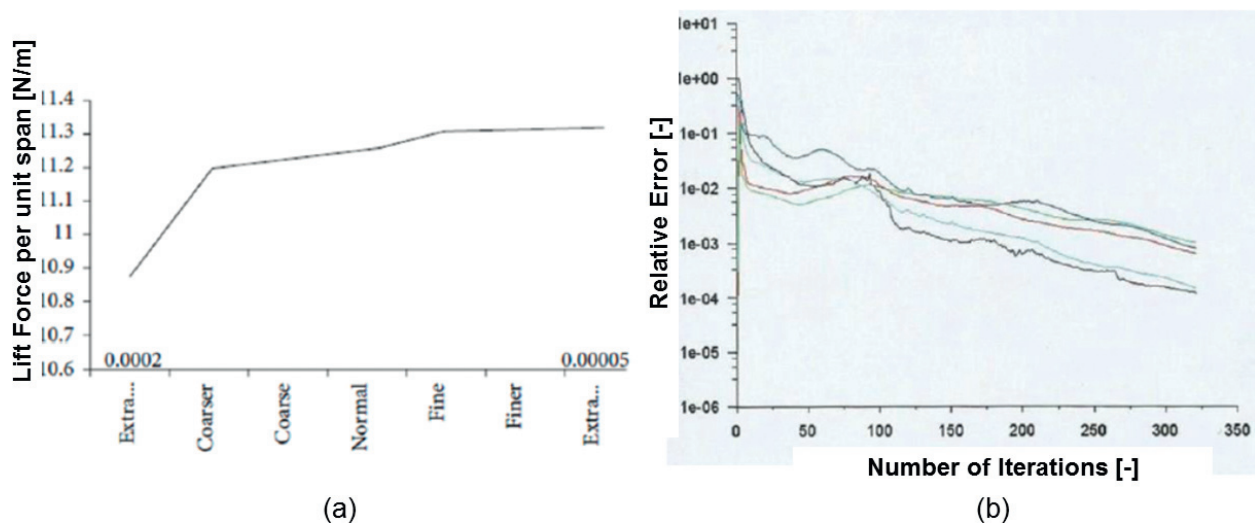 Lift Force per unit span [N/m]
11.4
11.3
11.2
11.1
11
10.9
10.8
10.7
10.6
0.0002
0.00005
Extra...
Coarser
Coarse
Normal
Fine
Finer
Extra...
(a)
Relative Error [-]
1e+01
1e+00
1e-01
1e-02
1e-03
1e-04
1e-05
1e-06
0
50
100
150
200
250
300
350
Number of Iterations [-]
(b)